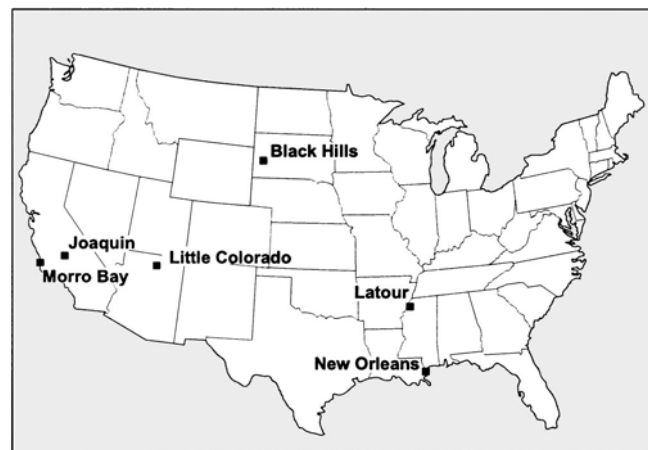 Black Hills
Joaquin
Little Colorado
Morro Bay
Latour
New Orleans